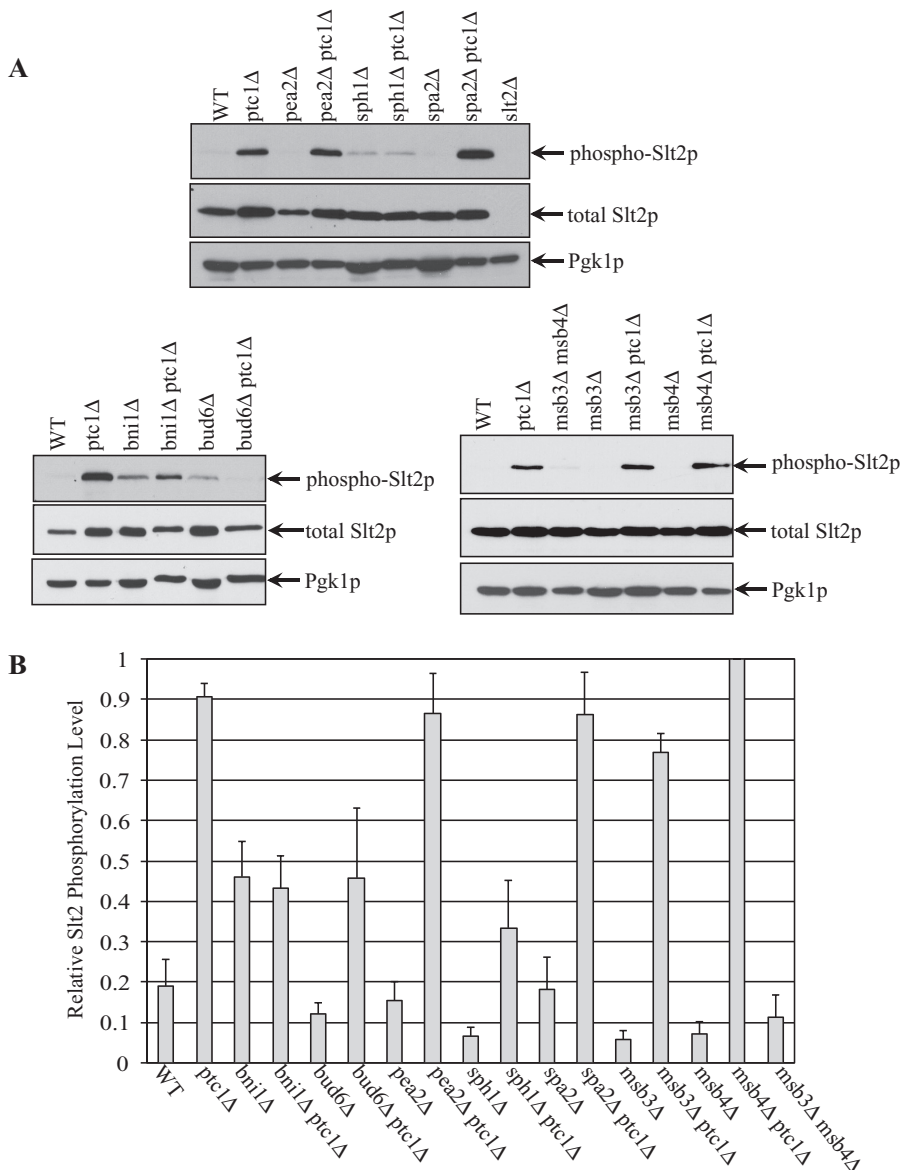 A
WT
ptc1Δ
pea2Δ
pea2Δ ptc1Δ
sph1Δ
sph1Δ ptc1Δ
spa2Δ
spa2Δ ptc1Δ
slt2Δ
phospho-Slt2p
total Slt2p
Pgk1p
WT
ptc1Δ
bni1Δ
bni1Δ ptc1Δ
bud6Δ
bud6Δ ptc1Δ
phospho-Slt2p
total Slt2p
Pgk1p
WT
ptc1Δ
msb3Δ msb4Δ
msb3Δ
msb3Δ ptc1Δ
msb4Δ
msb4Δ ptc1Δ
phospho-Slt2p
total Slt2p
Pgk1p
B
Relative Slt2 Phosphorylation Level
1
0.9
0.8
0.7
0.6
0.5
0.4
0.3
0.2
0.1
0
WT
ptc1Δ
bni1Δ
bni1Δ ptc1Δ
bud6Δ
bud6Δ ptc1Δ
pea2Δ
pea2Δ ptc1Δ
sph1Δ
sph1Δ ptc1Δ
spa2Δ
spa2Δ ptc1Δ
msb3Δ
msb3Δ ptc1Δ
msb4Δ
msb4Δ ptc1Δ
msb3Δ msb4Δ